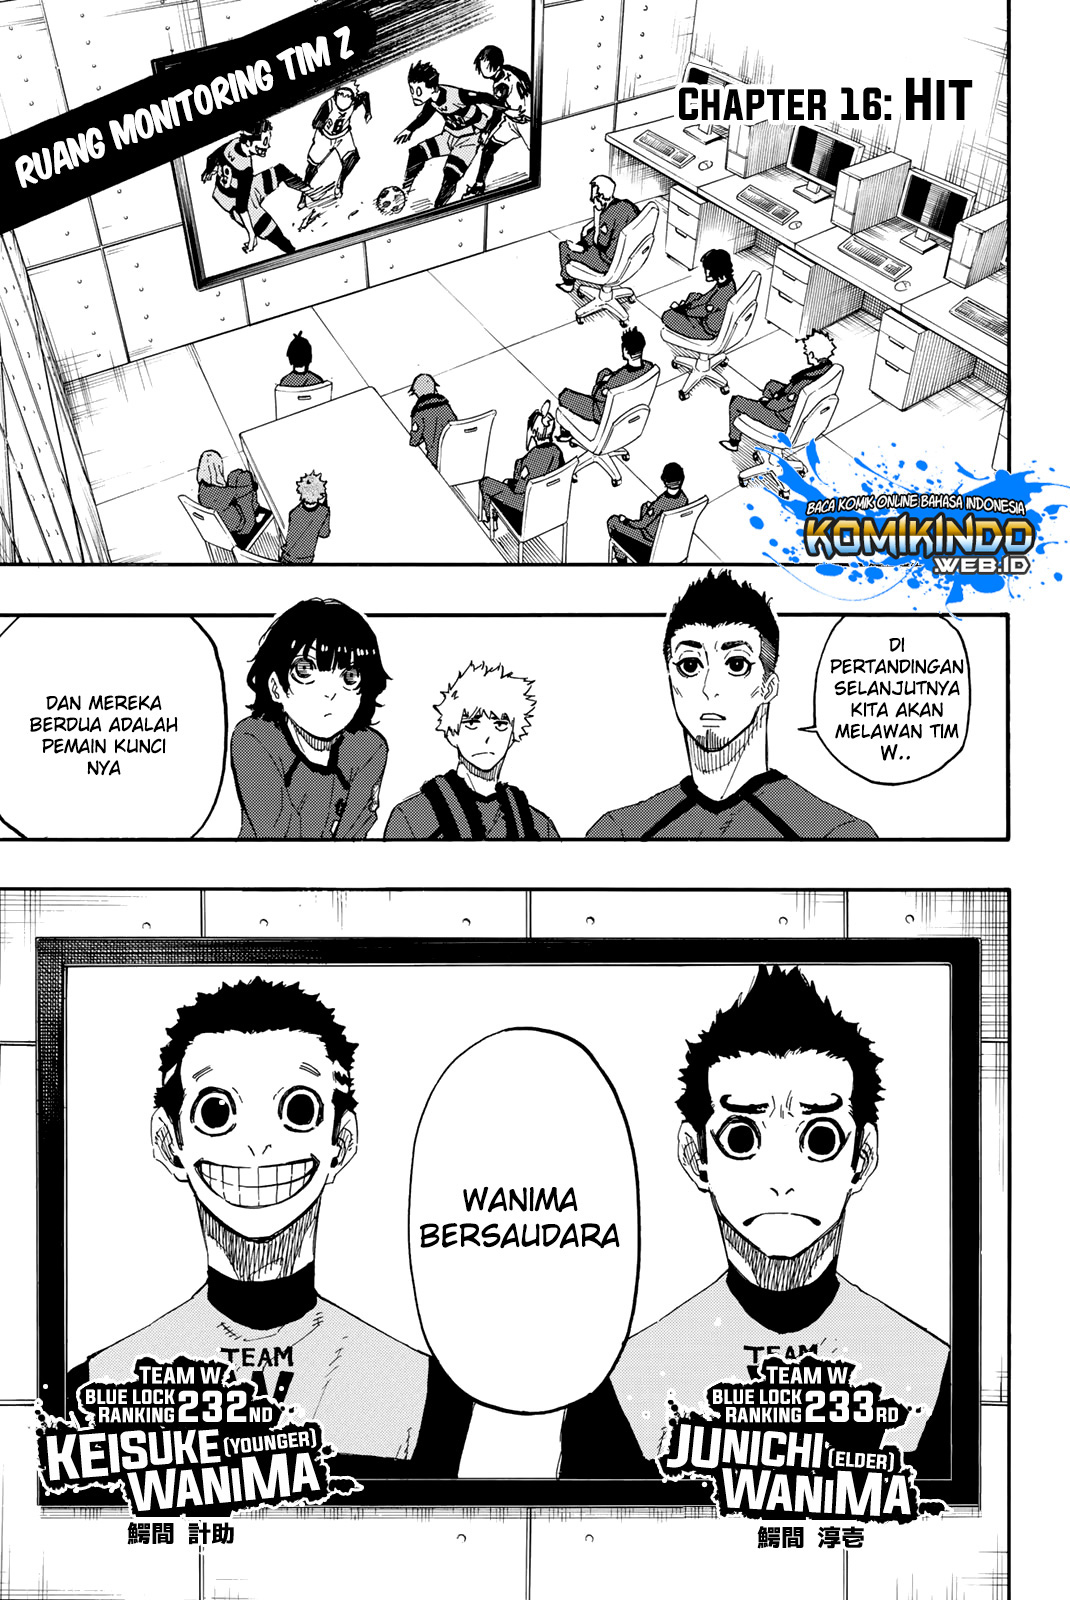 RUANG MONITORING TIM Z
CHAPTER 16: HIT
BACA KOMIK ONLINE BAHASA INDONESIA
KOMIKINDO
WEB.ID
DI
PERTANDINGAN
SELANJUTNYA
KITA AKAN
MELAWAN TIM
W..
DAN MEREKA
BERDUA ADALAH
PEMAIN KUNCI
NYA
WANIMA
BERSAUDARA
TEAM
TEAM
TEAM W
BLUE LOCK
RANKING 232ND
KEISUKE (YOUNGER)
WANIMA
鰐間 計助
TEAM W
BLUE LOCK
RANKING 233RD
JUNICHI (ELDER)
WANIMA
鰐間 淳壱